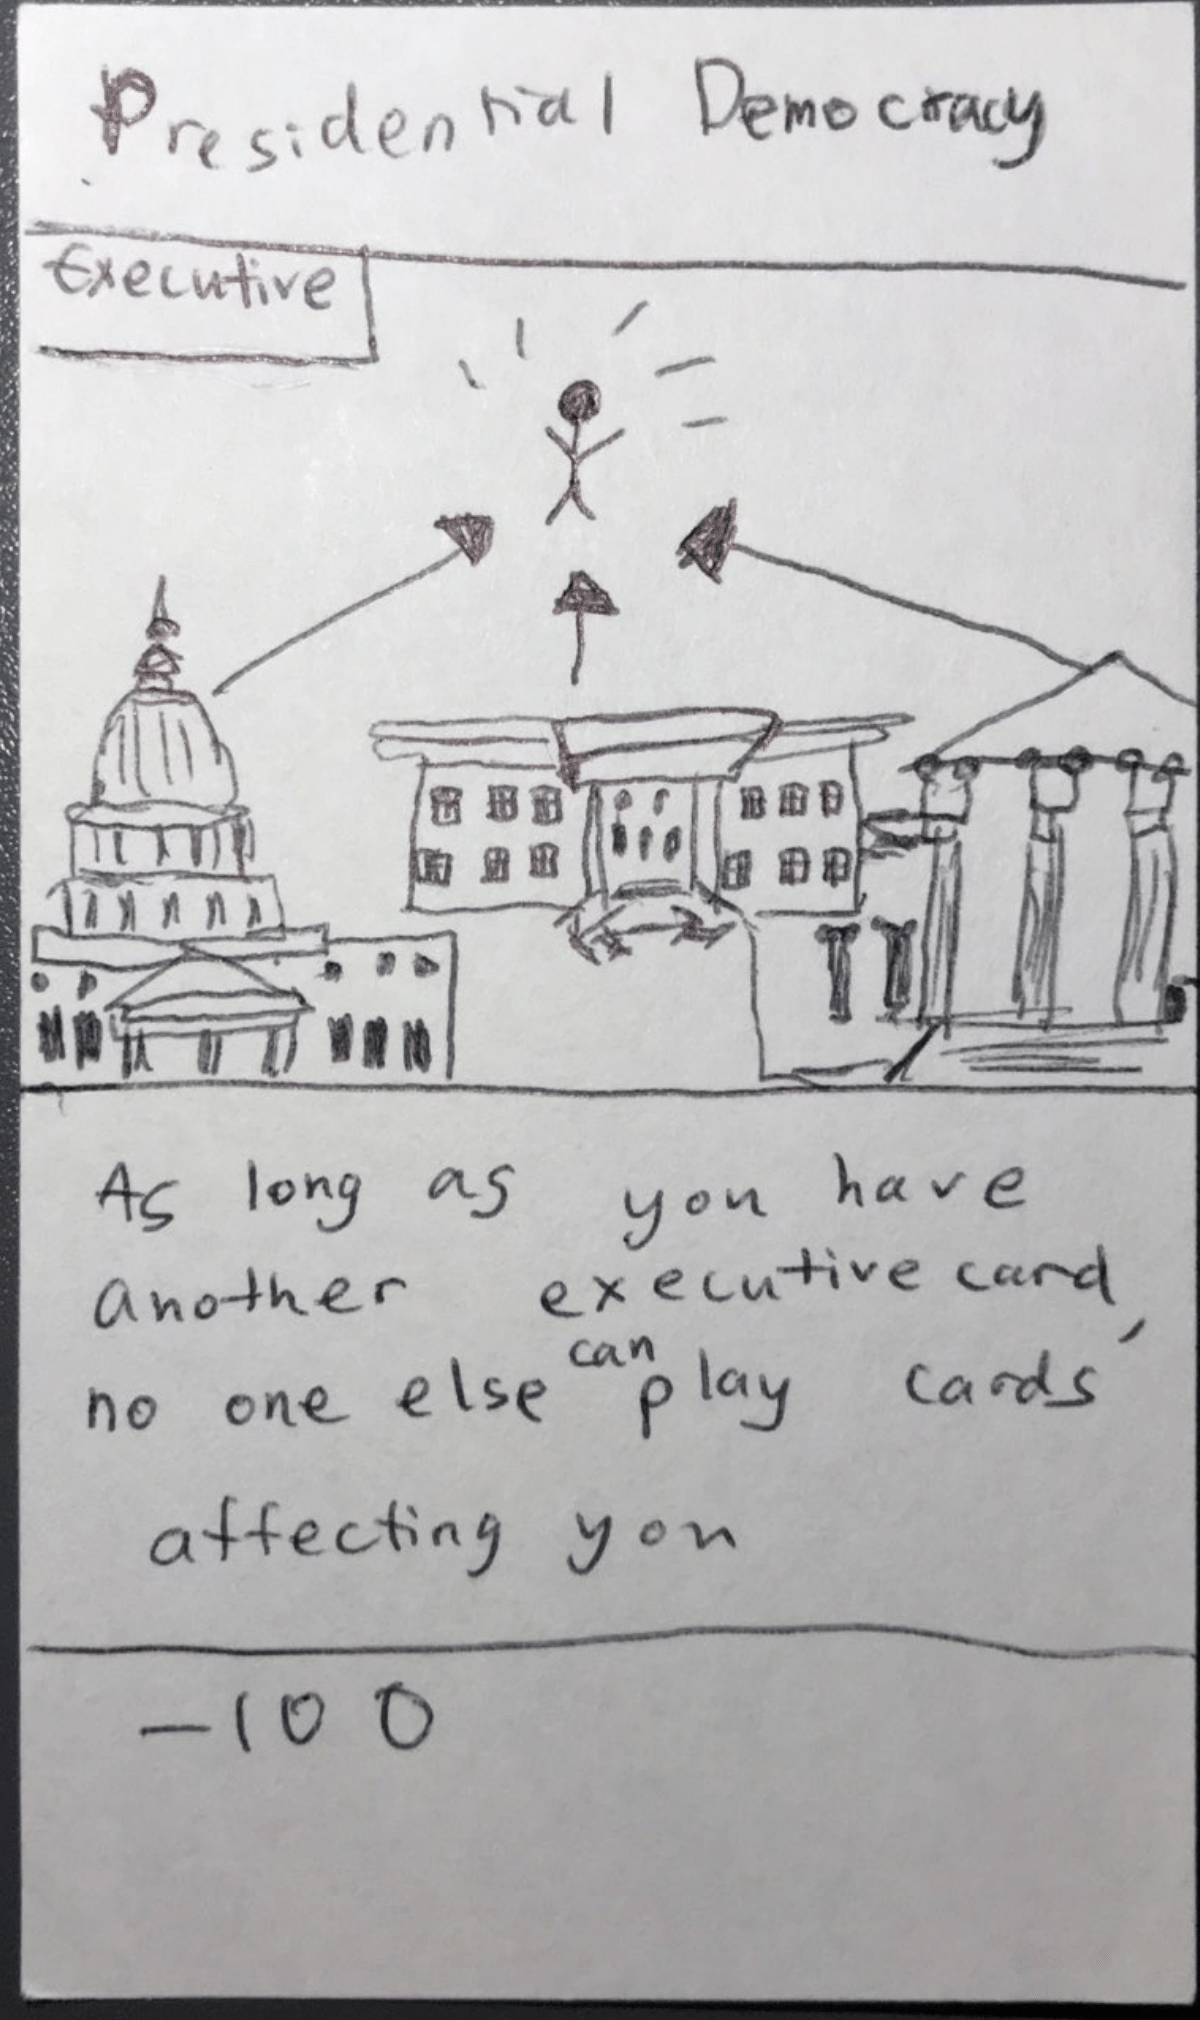 Presidential Democracy
Executive
As long as you have
another executive card,
no one else can play cards
affecting you
-100